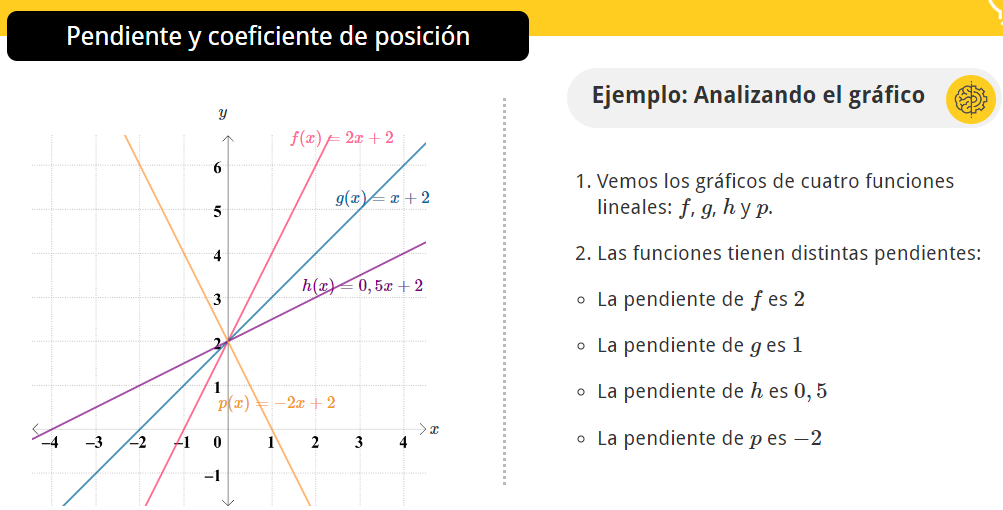 Pendiente y coeficiente de posición
y
f(x) = 2x + 2
g(x) = x + 2
h(x) = 0,5x + 2
p(x) = −2x + 2
6
5
4
3
2
1
−1
−4 −3 −2 −1 0 1 2 3 4 x
Ejemplo: Analizando el gráfico
1. Vemos los gráficos de cuatro funciones
lineales: f, g, h y p.
2. Las funciones tienen distintas pendientes:
La pendiente de f es 2
La pendiente de g es 1
La pendiente de h es 0,5
La pendiente de p es −2